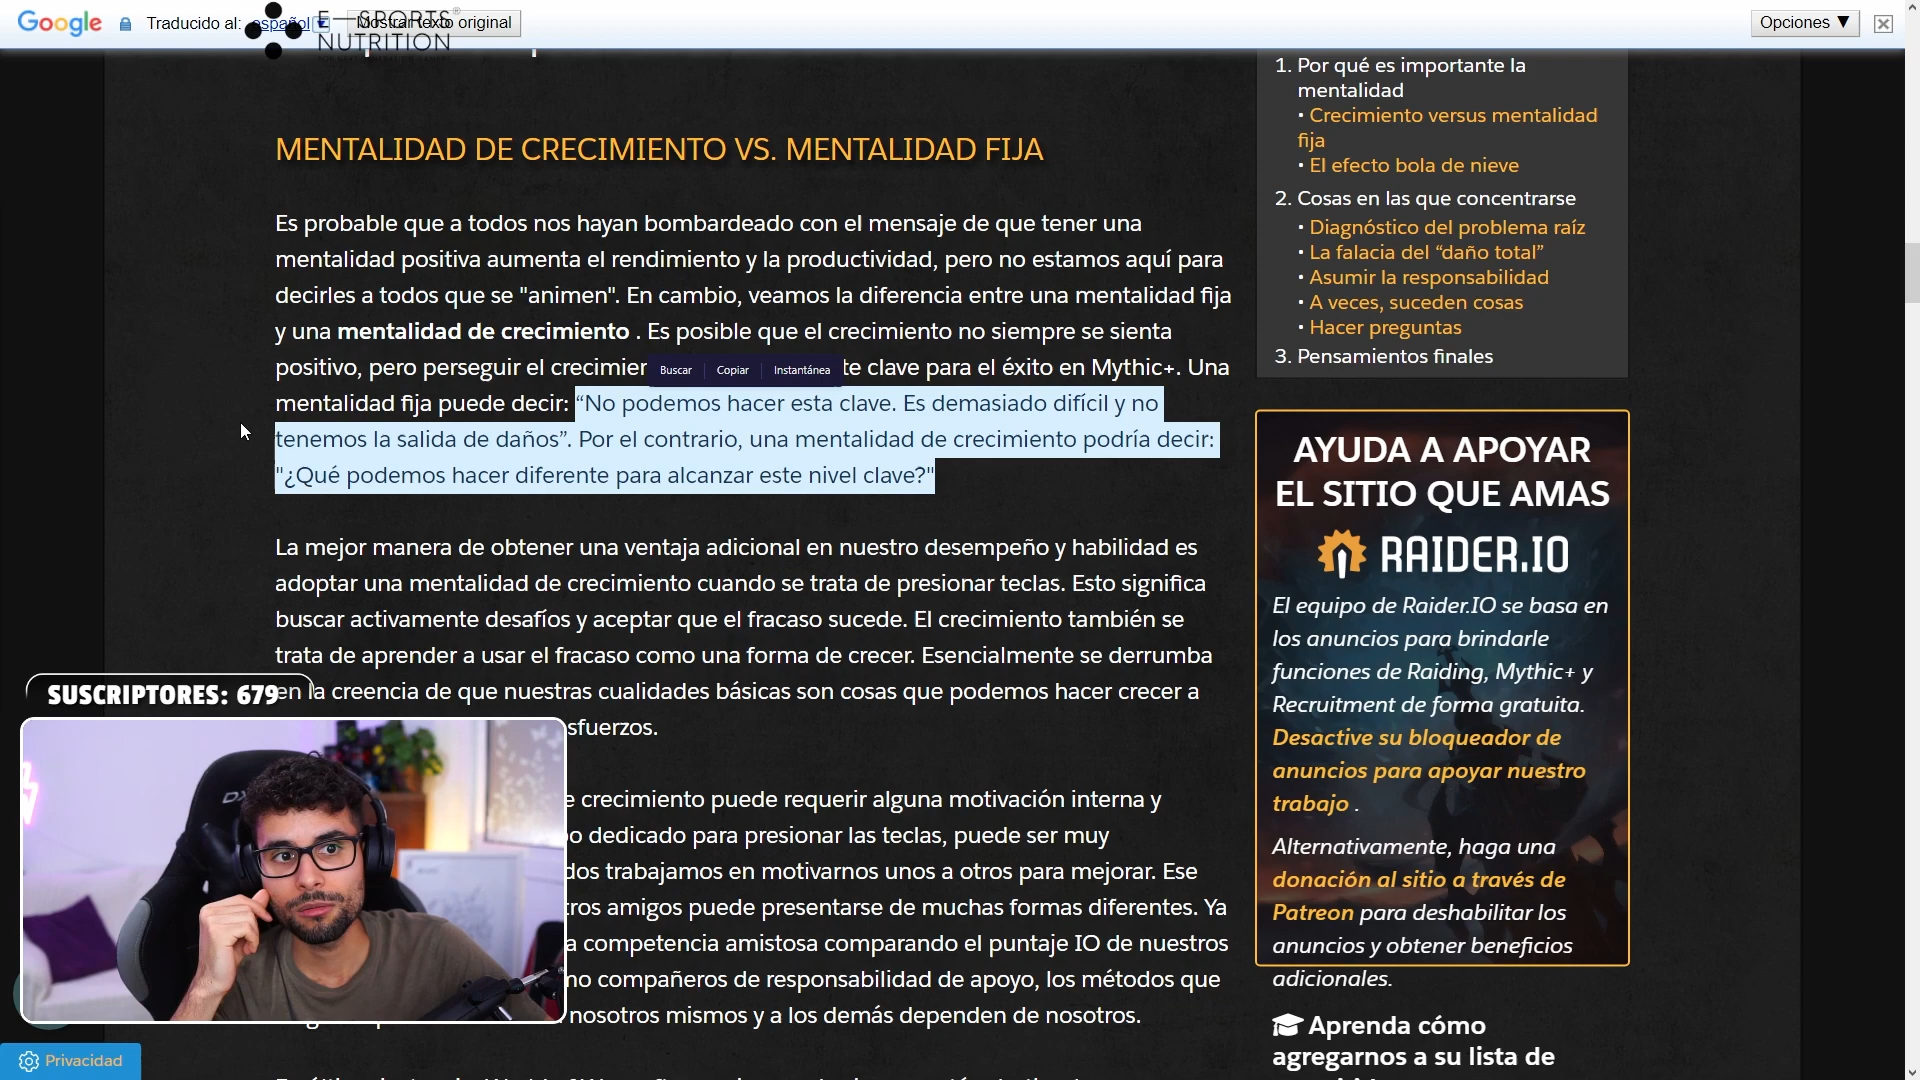 Google
Traducido al: español
Mostrar texto original
Opciones ▼
E—SPORTS
NUTRITION
MENTALIDAD DE CRECIMIENTO VS. MENTALIDAD FIJA
Es probable que a todos nos hayan bombardeado con el mensaje de que tener una
mentalidad positiva aumenta el rendimiento y la productividad, pero no estamos aquí para
decirles a todos que se "animen". En cambio, veamos la diferencia entre una mentalidad fija
y una mentalidad de crecimiento . Es posible que el crecimiento no siempre se sienta
positivo, pero perseguir el crecimien
te clave para el éxito en Mythic+. Una
Buscar
Copiar
Instantánea
mentalidad fija puede decir: “No podemos hacer esta clave. Es demasiado difícil y no
tenemos la salida de daños”. Por el contrario, una mentalidad de crecimiento podría decir:
"¿Qué podemos hacer diferente para alcanzar este nivel clave?"
La mejor manera de obtener una ventaja adicional en nuestro desempeño y habilidad es
adoptar una mentalidad de crecimiento cuando se trata de presionar teclas. Esto significa
buscar activamente desafíos y aceptar que el fracaso sucede. El crecimiento también se
trata de aprender a usar el fracaso como una forma de crecer. Esencialmente se derrumba
en la creencia de que nuestras cualidades básicas son cosas que podemos hacer crecer a
sfuerzos.
e crecimiento puede requerir alguna motivación interna y
o dedicado para presionar las teclas, puede ser muy
dos trabajamos en motivarnos unos a otros para mejorar. Ese
tros amigos puede presentarse de muchas formas diferentes. Ya
a competencia amistosa comparando el puntaje IO de nuestros
no compañeros de responsabilidad de apoyo, los métodos que
nosotros mismos y a los demás dependen de nosotros.
SUSCRIPTORES: 679
Privacidad
1. Por qué es importante la
mentalidad
• Crecimiento versus mentalidad
fija
• El efecto bola de nieve
2. Cosas en las que concentrarse
• Diagnóstico del problema raíz
• La falacia del “daño total”
• Asumir la responsabilidad
• A veces, suceden cosas
• Hacer preguntas
3. Pensamientos finales
AYUDA A APOYAR
EL SITIO QUE AMAS
RAIDER.IO
El equipo de Raider.IO se basa en
los anuncios para brindarle
funciones de Raiding, Mythic+ y
Recruitment de forma gratuita.
Desactive su bloqueador de
anuncios para apoyar nuestro
trabajo .
Alternativamente, haga una
donación al sitio a través de
Patreon para deshabilitar los
anuncios y obtener beneficios
adicionales.
Aprenda cómo
agregarnos a su lista de